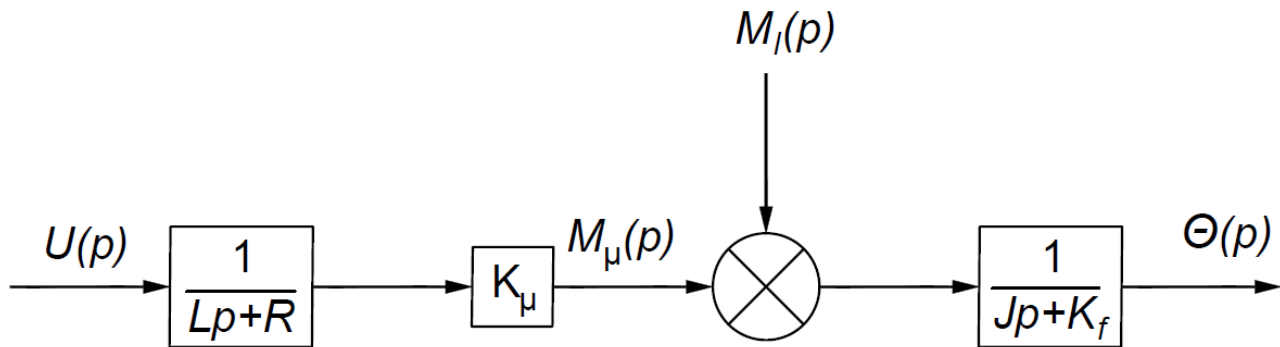 M_l(p)
U(p)
1
Lp+R
K_μ
M_μ(p)
1
Jp+K_f
Θ(p)